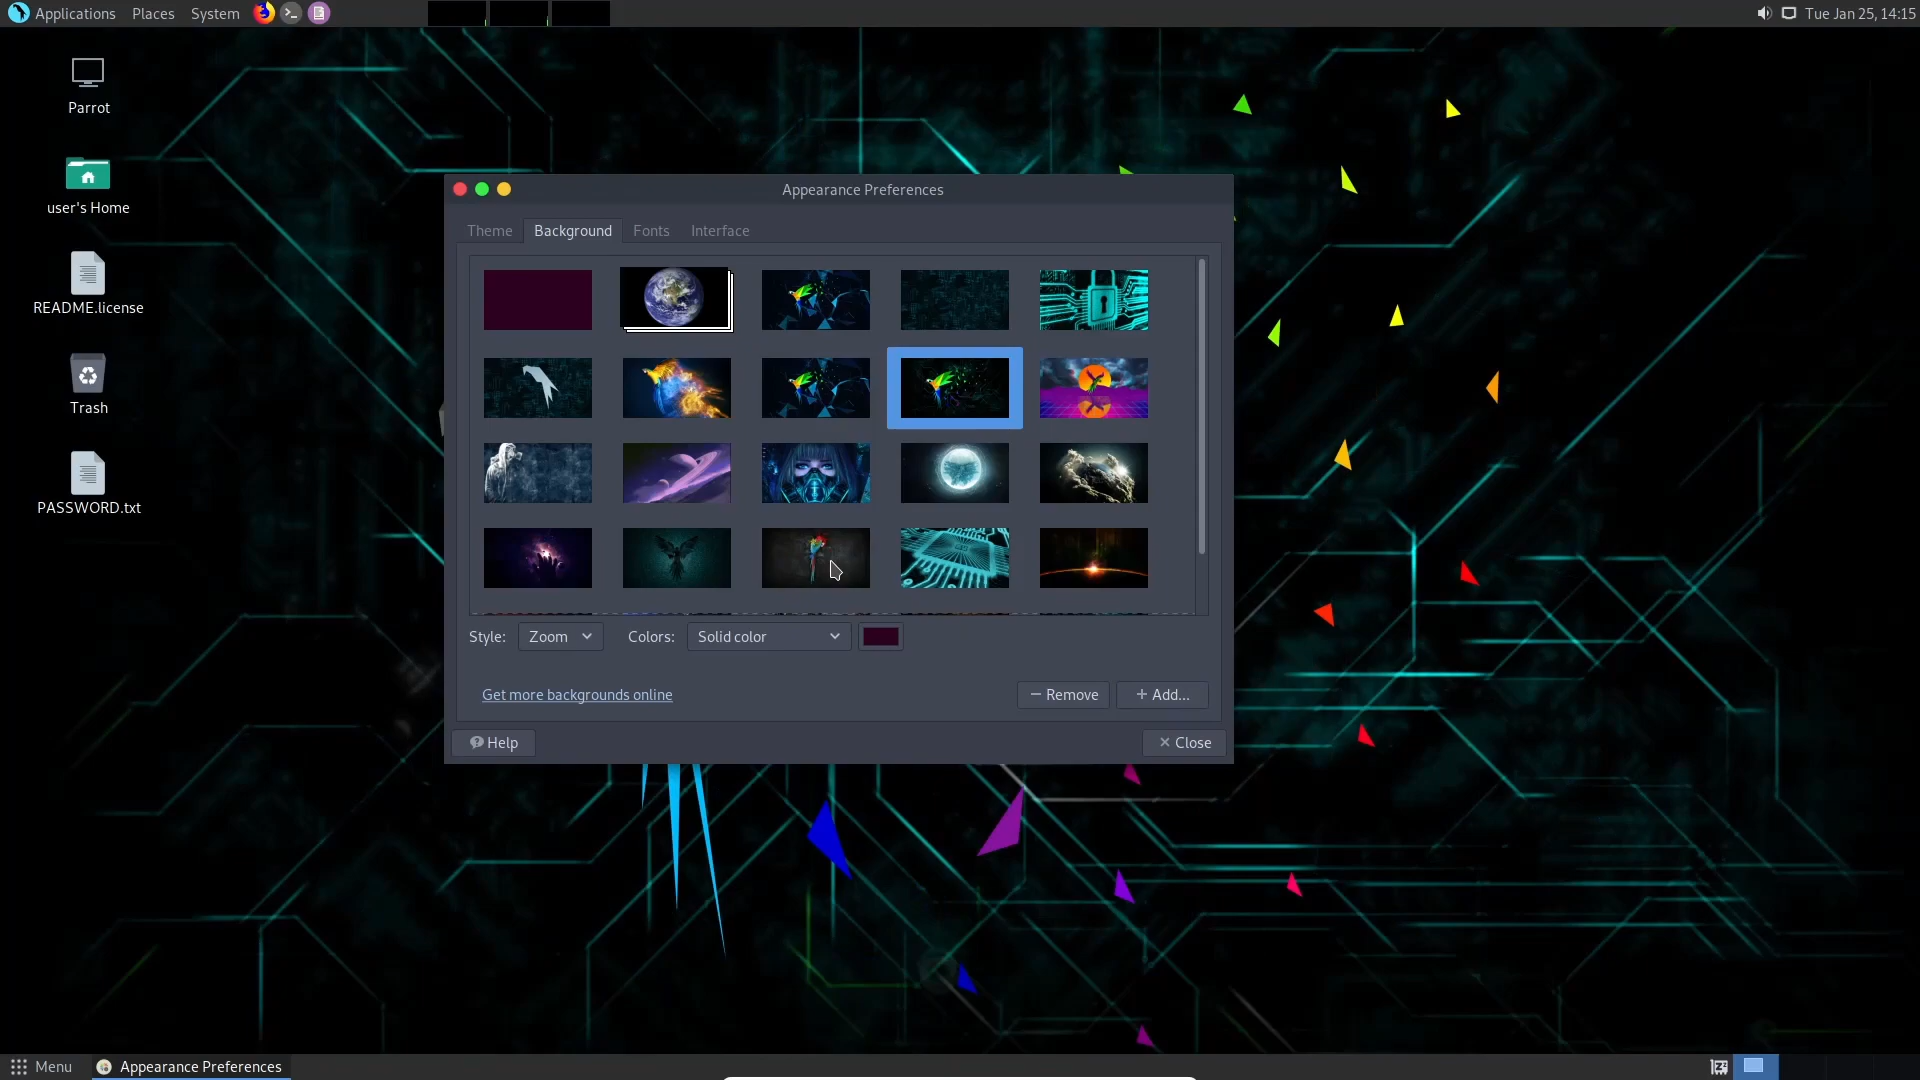 Applications Places System
Tue Jan 25, 14:15
Parrot
user's Home
README.license
Trash
PASSWORD.txt
Appearance Preferences
Theme Background Fonts Interface
Style: Zoom Colors: Solid color
Get more backgrounds online
Remove Add...
Help Close
Menu Appearance Preferences